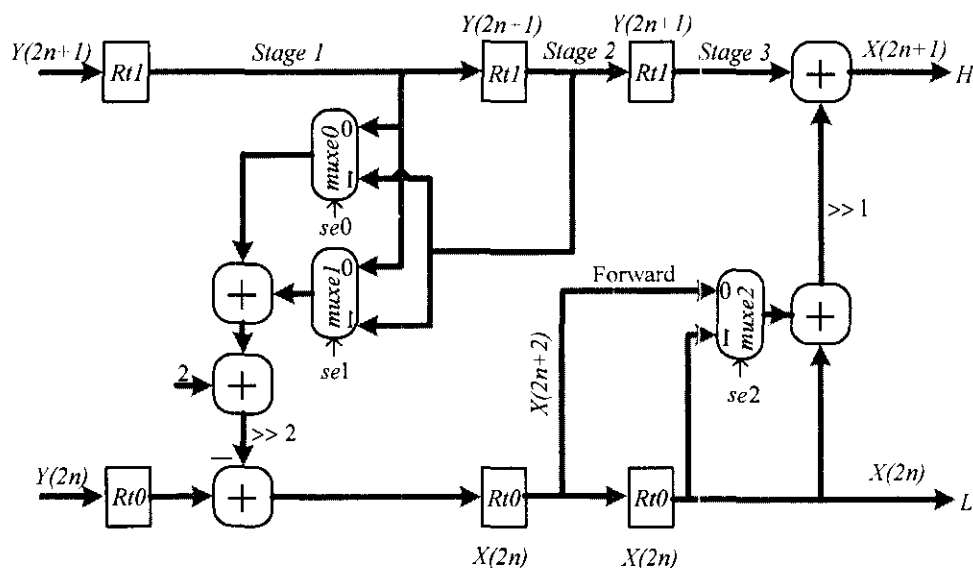 Y(2n+1)
Rt1
Stage 1
Y(2n-1)
Rt1
Stage 2
Y(2n+1)
Rt1
Stage 3
+
X(2n+1)
H
0
muxe0
1
se0
>> 1
0
muxe1
1
se1
+
2
+
>> 2
Forward
0
muxe2
1
se2
+
X(2n+2)
Y(2n)
Rt0
–
+
Rt0
X(2n)
Rt0
X(2n)
X(2n)
L